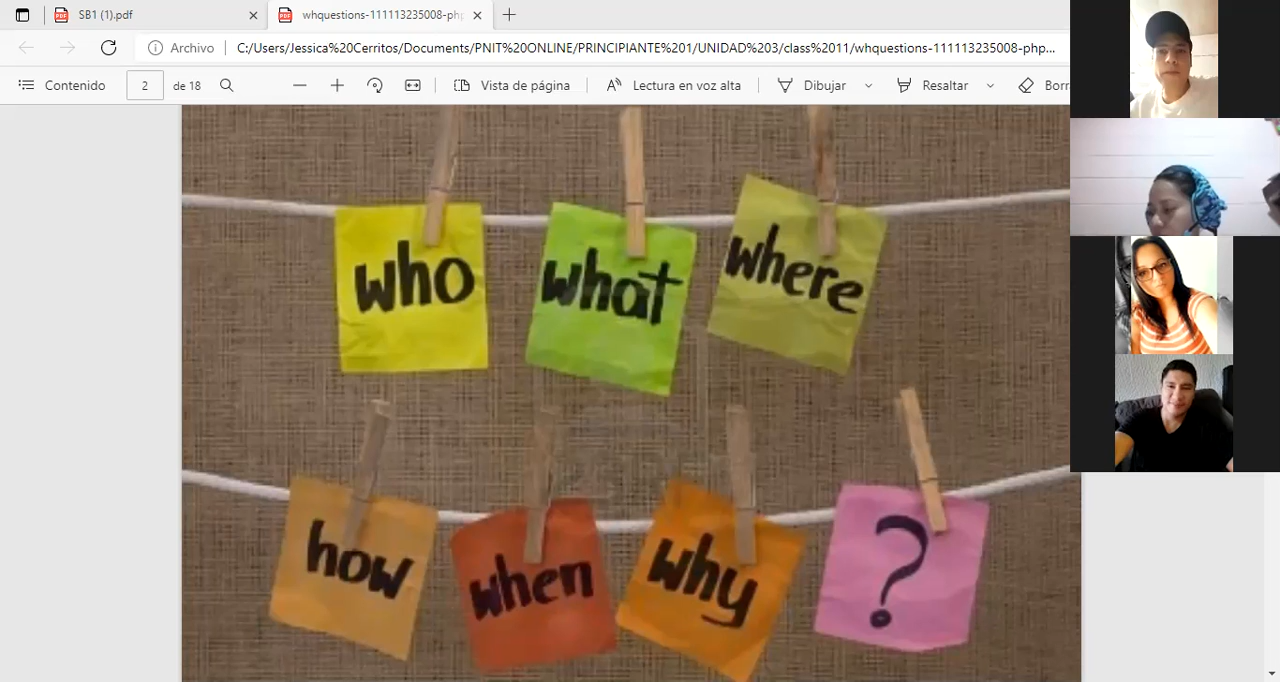 SB1 (1).pdf
whquestions-111113235008-php
Archivo
C:/Users/Jessica%20Cerritos/Documents/PNIT%20ONLINE/PRINCIPIANTE%201/UNIDAD%203/class%2011/whquestions-111113235008-php...
Contenido 2 de 18 Vista de página Lectura en voz alta Dibujar Resaltar Borr
who what where
how when why ?